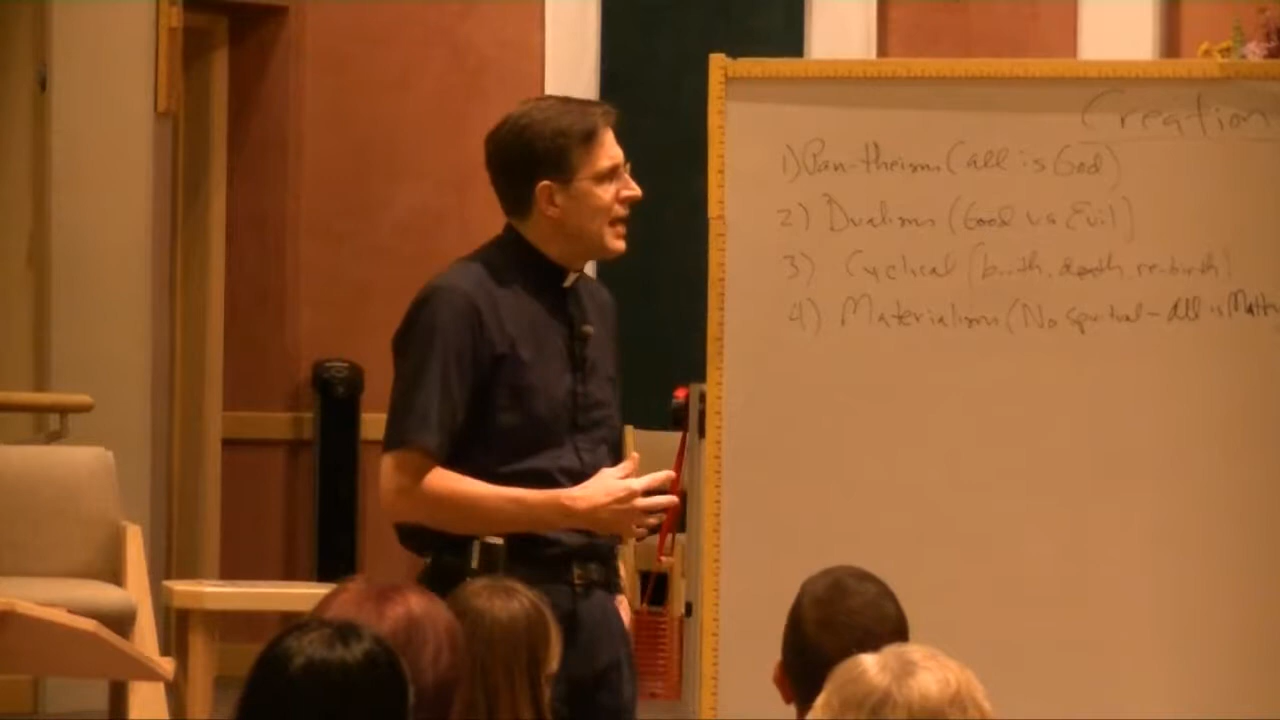 Creation
1) Pan-theism (all is God)
2) Dualism (Good vs Evil)
3) Cyclical (birth, death, re-birth)
4) Materialism (No spiritual - All is Matte